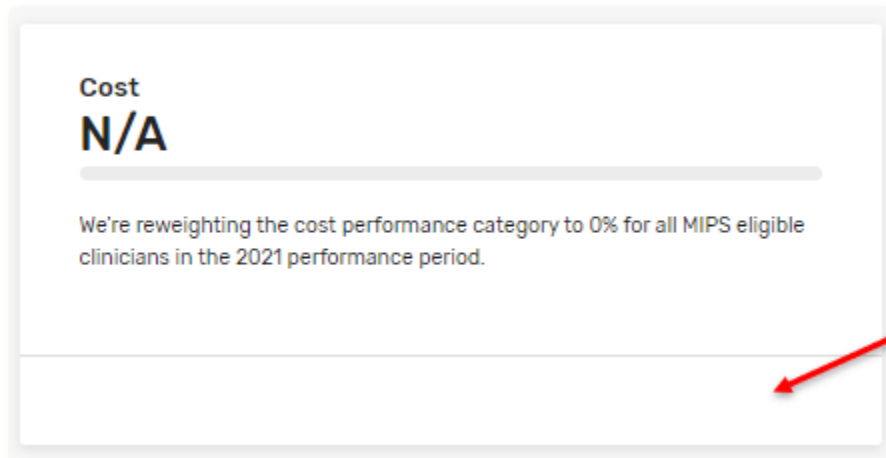 Cost
N/A
We're reweighting the cost performance category to 0% for all MIPS eligible
clinicians in the 2021 performance period.